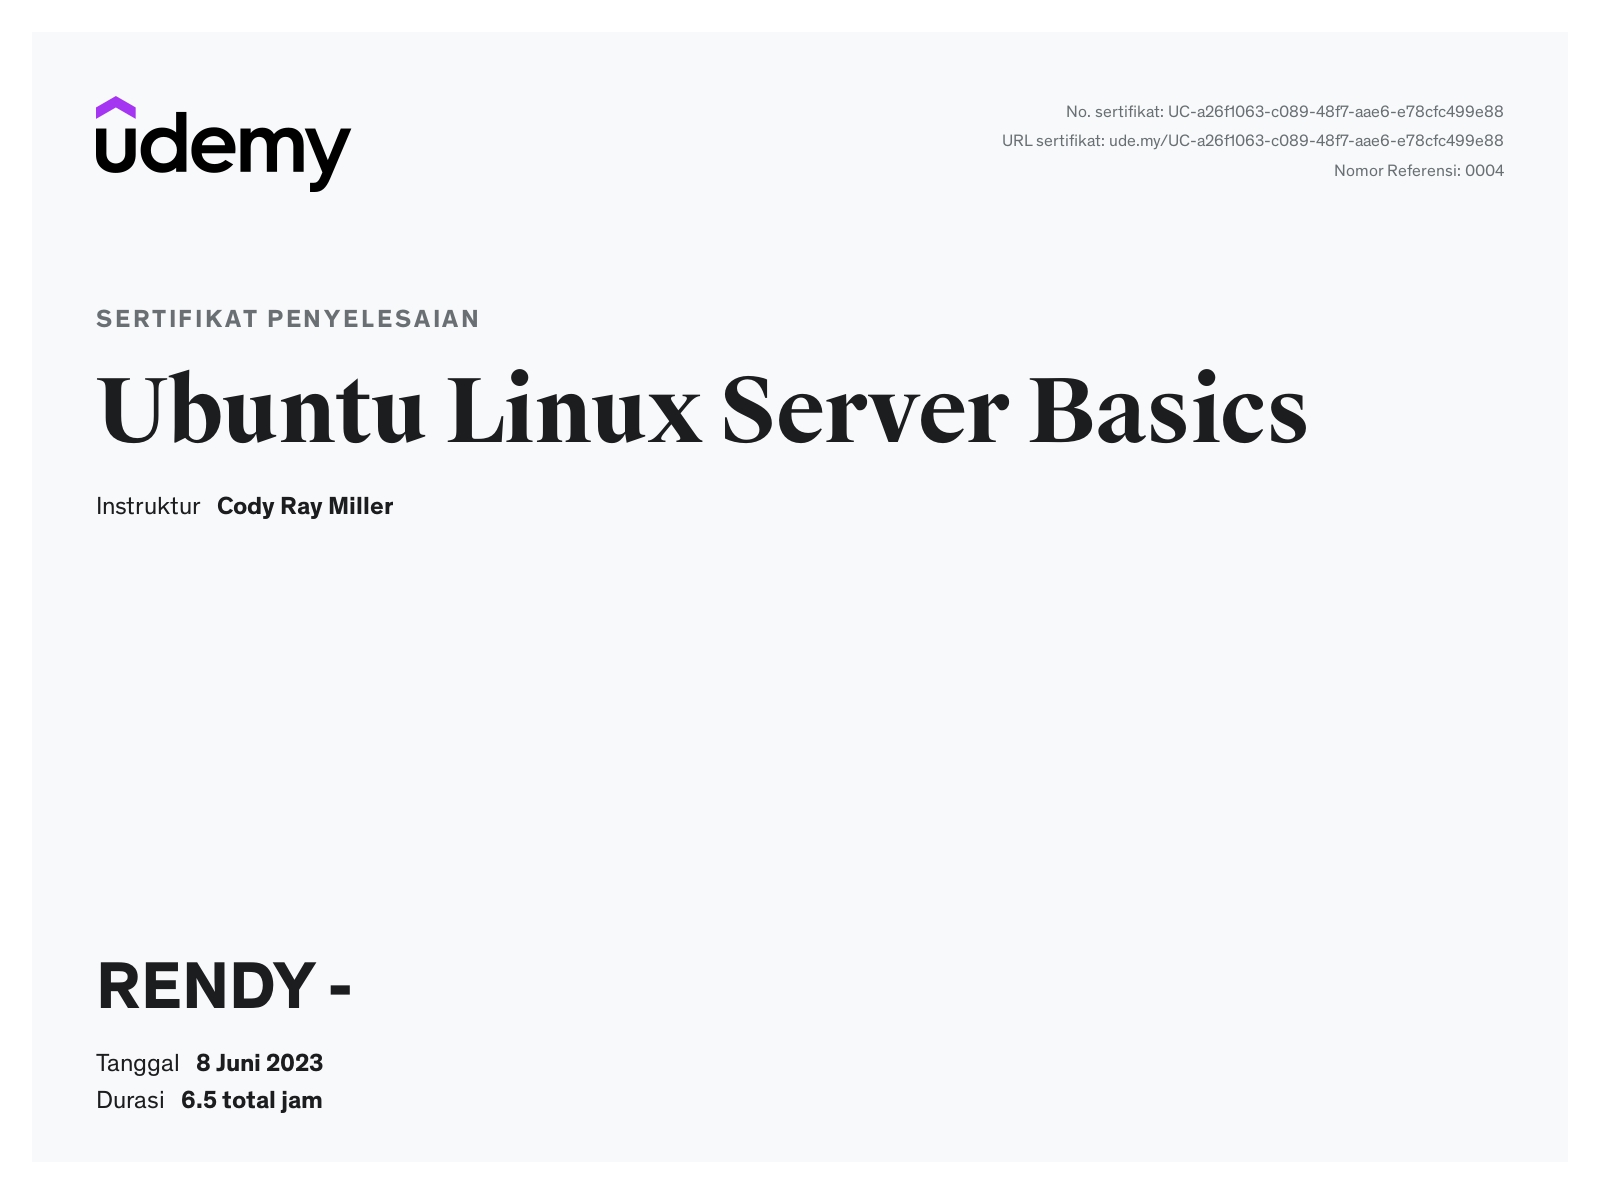 udemy
No. sertifikat: UC-a26f1063-c089-48f7-aae6-e78cfc499e88
URL sertifikat: ude.my/UC-a26f1063-c089-48f7-aae6-e78cfc499e88
Nomor Referensi: 0004
SERTIFIKAT PENYELESAIAN
Ubuntu Linux Server Basics
Instruktur Cody Ray Miller
RENDY -
Tanggal 8 Juni 2023
Durasi 6.5 total jam